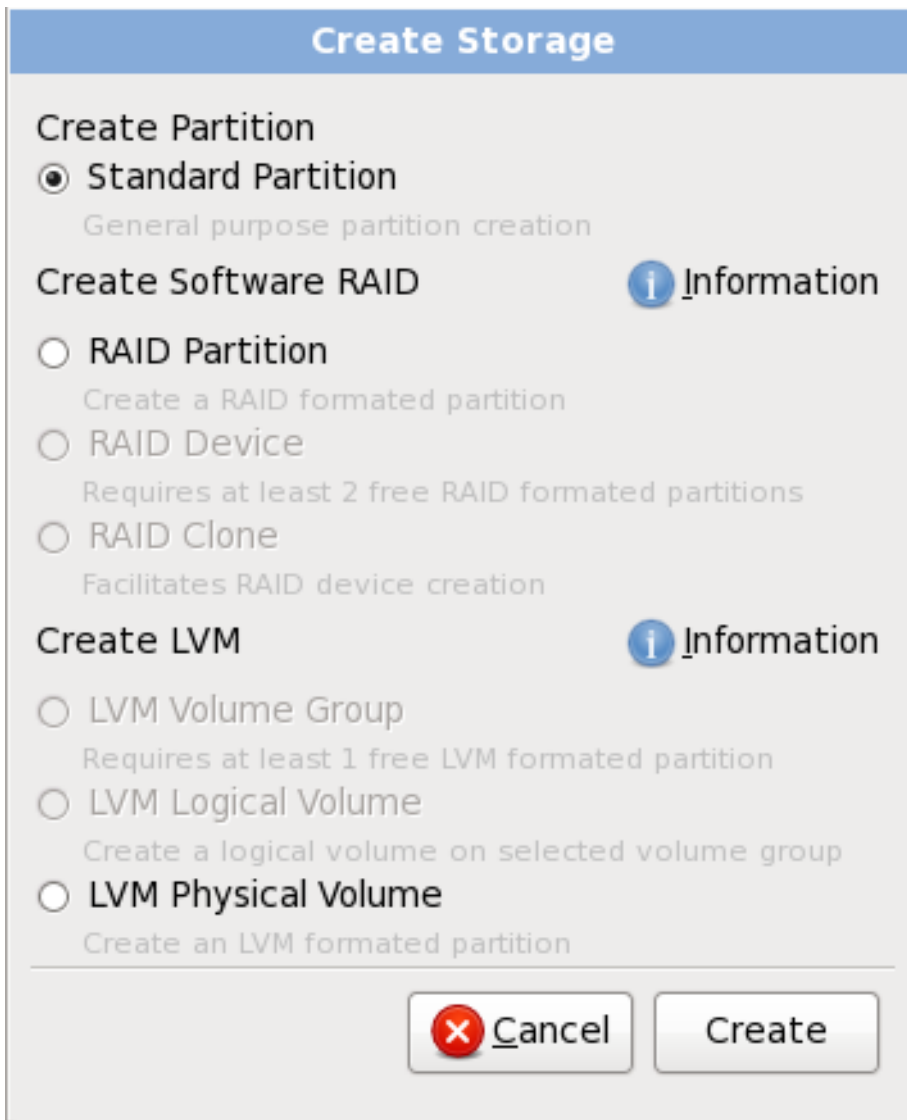 Create Storage
Create Partition
Standard Partition
General purpose partition creation
Create Software RAID Information
RAID Partition
Create a RAID formated partition
RAID Device
Requires at least 2 free RAID formated partitions
RAID Clone
Facilitates RAID device creation
Create LVM Information
LVM Volume Group
Requires at least 1 free LVM formated partition
LVM Logical Volume
Create a logical volume on selected volume group
LVM Physical Volume
Create an LVM formated partition
Cancel Create